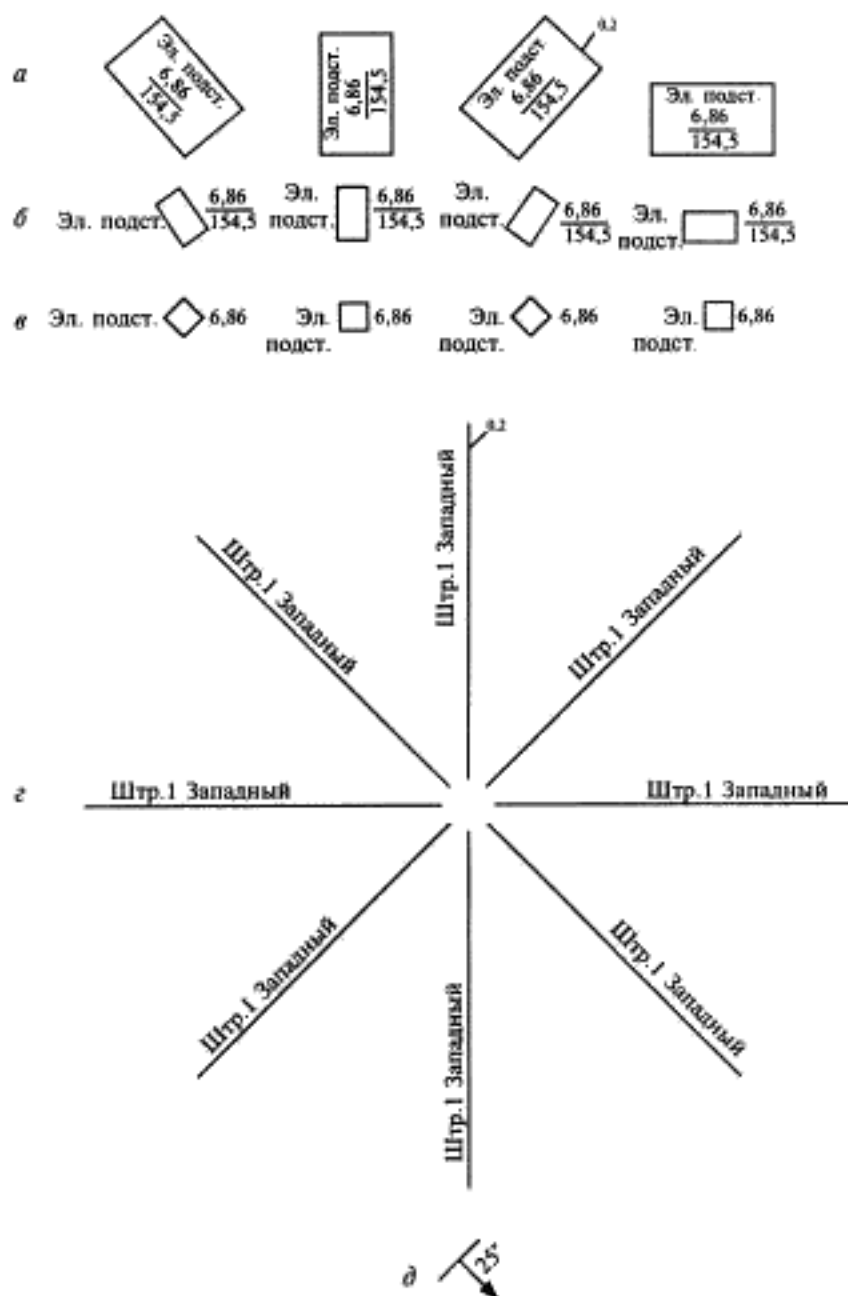 а
Эл. подст.
6,86
154,5
Эл. подст.
6,86
154,5
Эл. подст
6,86
154,5
0,2
Эл. подст.
6,86
154,5
б
Эл. подст.
6,86
154,5
Эл.
подст.
6,86
154,5
Эл.
подст.
6,86
154,5
Эл.
подст.
6,86
154,5
в
Эл. подст.
6,86
Эл.
подст.
6,86
Эл.
подст.
6,86
Эл.
подст.
6,86
0,2
Штр.1 Западный
Штр.1 Западный
Штр.1 Западный
г
Штр.1 Западный
Штр.1 Западный
Штр.1 Западный
Штр.1 Западный
Штр.1 Западный
д
25°